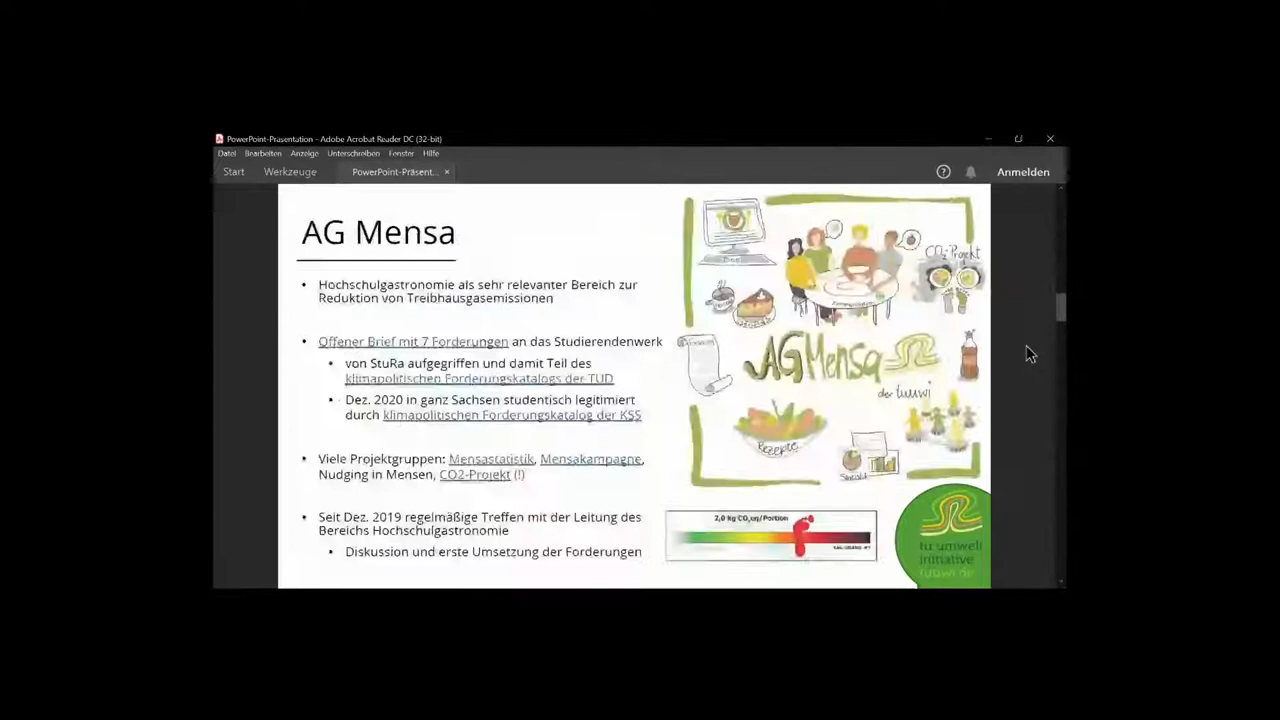 PowerPoint-Präsentation - Adobe Acrobat Reader DC (32-bit)
Datei Bearbeiten Anzeige Unterschreiben Fenster Hilfe
Start Werkzeuge PowerPoint-Präsent... × Anmelden
AG Mensa
• Hochschulgastronomie als sehr relevanter Bereich zur
Reduktion von Treibhausgasemissionen
• Offener Brief mit 7 Forderungen an das Studierendenwerk
• von StuRa aufgegriffen und damit Teil des
klimapolitischen Forderungskatalogs der TUD
• Dez. 2020 in ganz Sachsen studentisch legitimiert
durch klimapolitischen Forderungskatalog der KSS
• Viele Projektgruppen: Mensastatistik, Mensakampagne,
Nudging in Mensen, CO2-Projekt (!)
• Seit Dez. 2019 regelmäßige Treffen mit der Leitung des
Bereichs Hochschulgastronomie
• Diskussion und erste Umsetzung der Forderungen
CO2-Projekt
AG Mensa
der tuuwi
Rezepte
2,0 kg CO2eq/Portion
tu umwelt
initiative
tuuwi.de